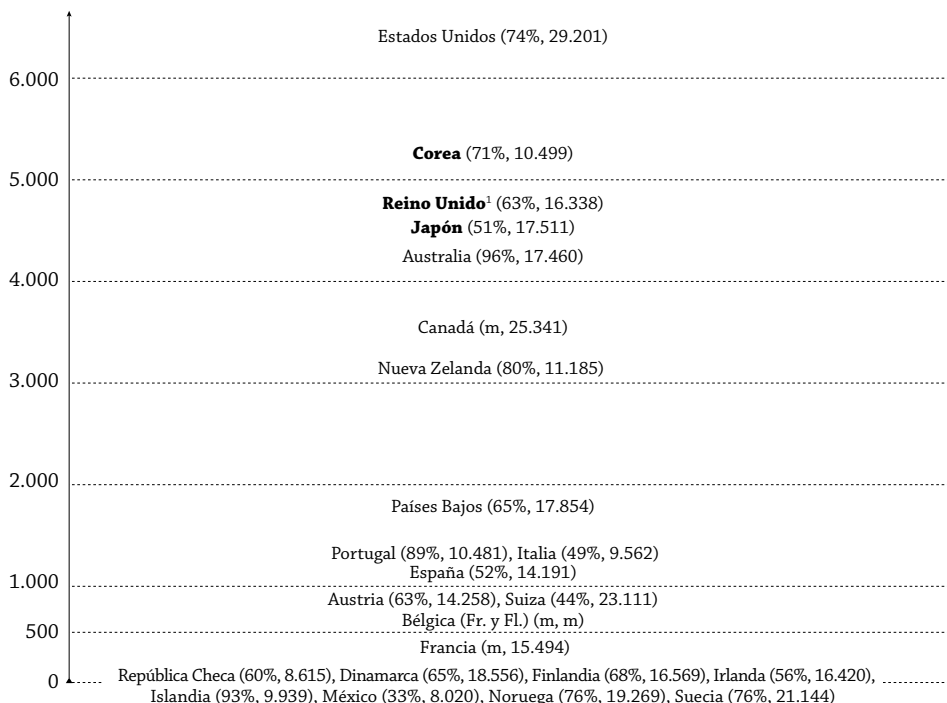 Estados Unidos (74%, 29.201)
6.000
Corea (71%, 10.499)
5.000
Reino Unido¹ (63%, 16.338)
Japón (51%, 17.511)
Australia (96%, 17.460)
4.000
Canadá (m, 25.341)
Nueva Zelanda (80%, 11.185)
3.000
2.000
Países Bajos (65%, 17.854)
Portugal (89%, 10.481), Italia (49%, 9.562)
España (52%, 14.191)
1.000
Austria (63%, 14.258), Suiza (44%, 23.111)
Bélgica (Fr. y Fl.) (m, m)
500
Francia (m, 15.494)
República Checa (60%, 8.615), Dinamarca (65%, 18.556), Finlandia (68%, 16.569), Irlanda (56%, 16.420),
0
Islandia (93%, 9.939), México (33%, 8.020), Noruega (76%, 19.269), Suecia (76%, 21.144)